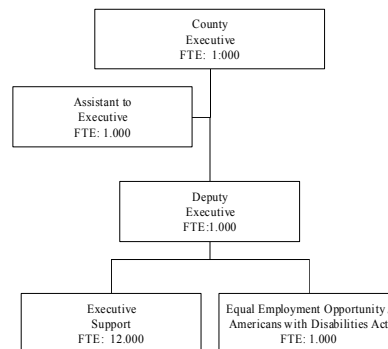 County
Executive
FTE: 1:000
Assistant to
Executive
FTE: 1.000
Deputy
Executive
FTE:1.000
Executive
Support
FTE: 12.000
Equal Employment Opportunity
Americans with Disabilities Act
FTE: 1.000